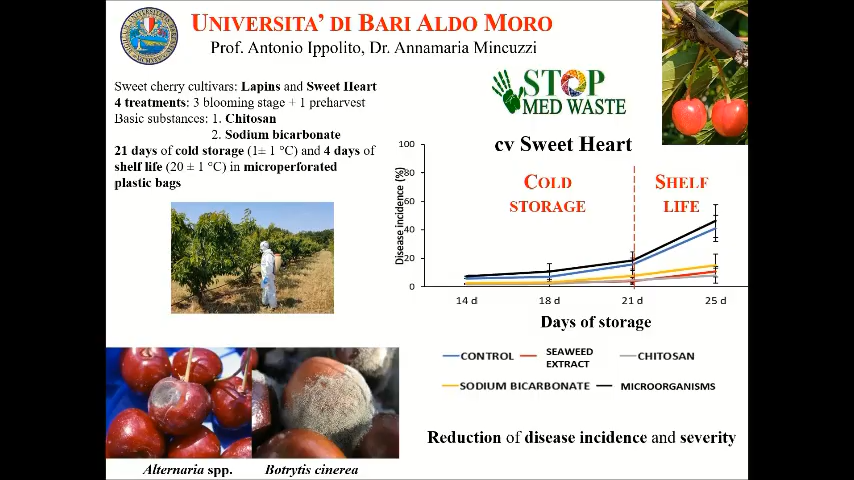 UNIVERSITA' DI BARI ALDO MORO
Prof. Antonio Ippolito, Dr. Annamaria Mincuzzi
Sweet cherry cultivars: Lapins and Sweet Heart
4 treatments: 3 blooming stage + 1 preharvest
Basic substances: 1. Chitosan
2. Sodium bicarbonate
21 days of cold storage (1± 1 °C) and 4 days of
shelf life (20 ± 1 °C) in microperforated
plastic bags
STOP
MED WASTE
cv Sweet Heart
COLD
STORAGE
SHELF
LIFE
Disease incidence (%)
100
80
60
40
20
0
14 d
18 d
21 d
25 d
Days of storage
CONTROL
SEAWEED
EXTRACT
CHITOSAN
SODIUM BICARBONATE
MICROORGANISMS
Reduction of disease incidence and severity
Alternaria spp.
Botrytis cinerea